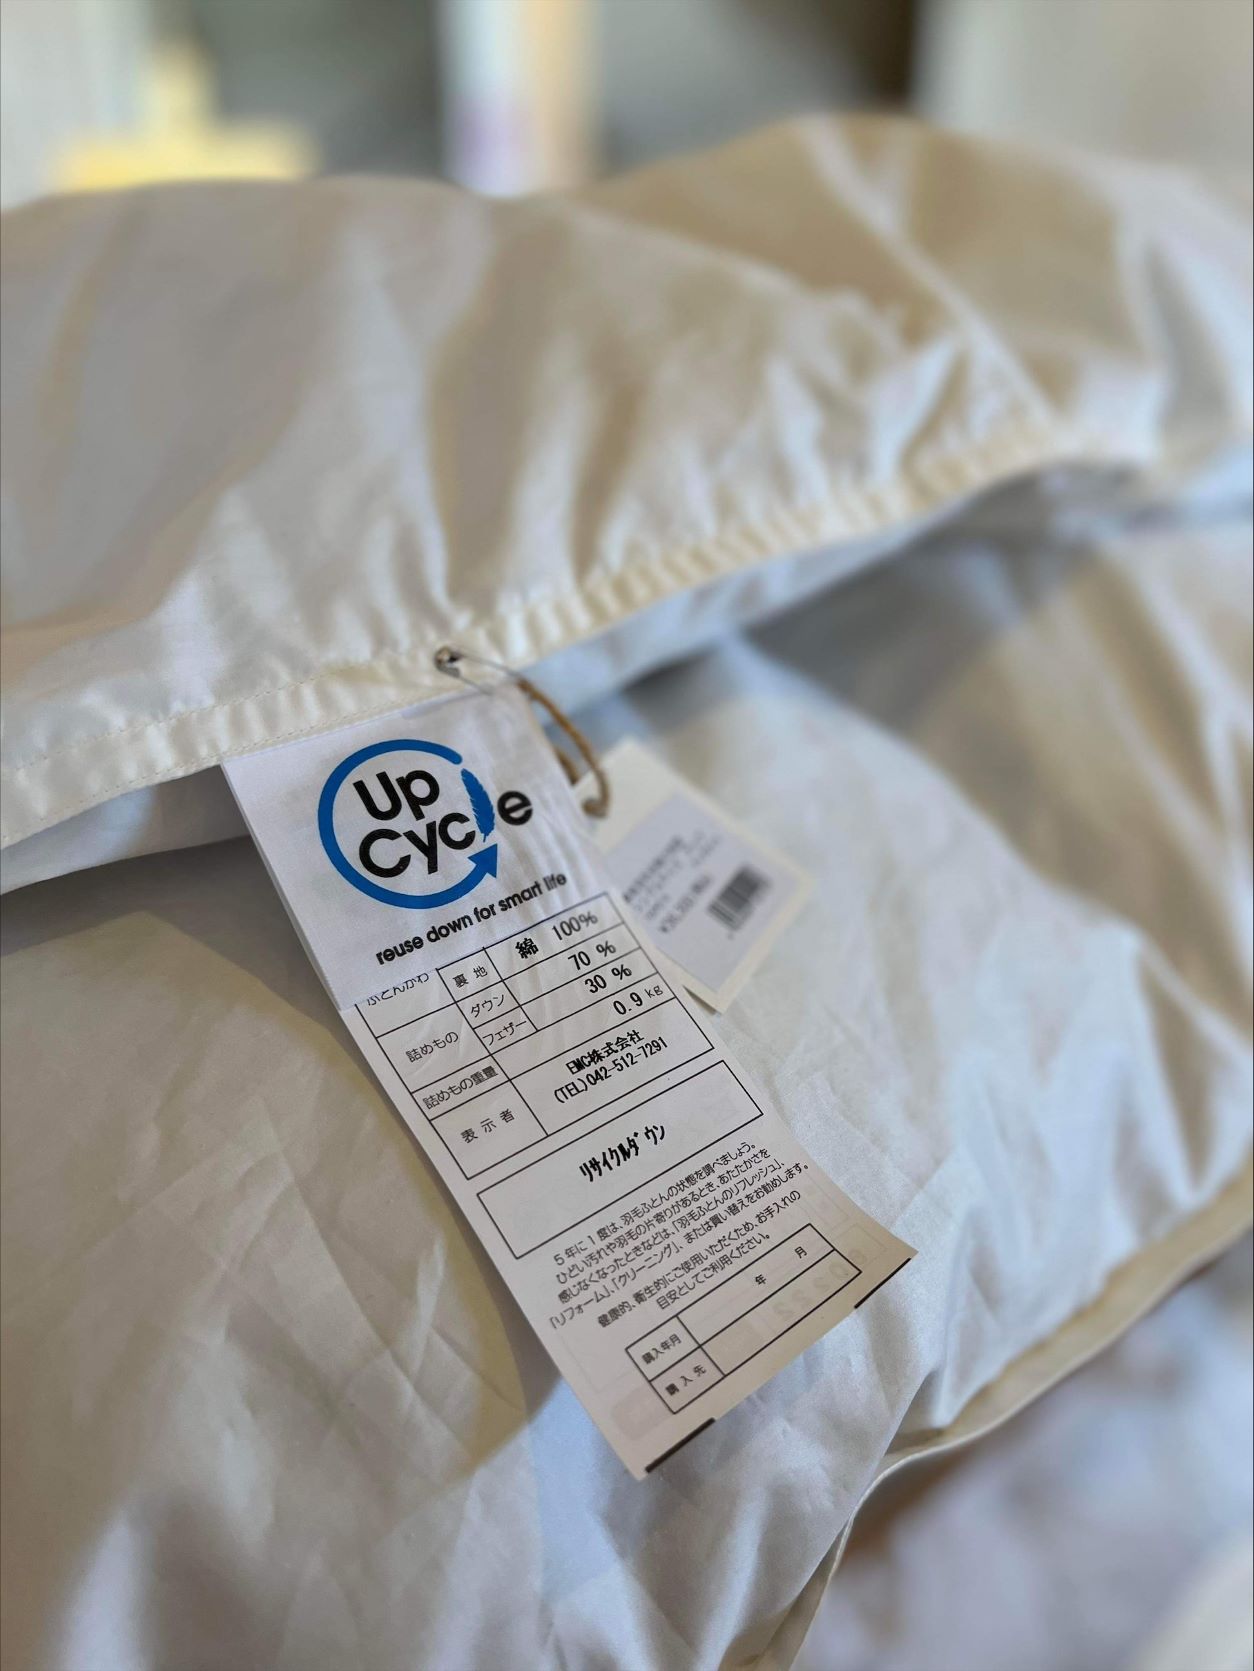 Up
Cycle
reuse down for smart life
ふとんがわ
裏地 綿 100%
詰めもの
ダウン 70 %
フェザー 30 %
詰めもの重量 0.9 kg
表示者
EMC株式会社
(TEL)042-512-7291
リサイクルダウン
5年に1度は、羽毛ふとんの状態を調べましょう。
ひどい汚れや羽毛の片寄りがあるとき、あたたかさを
感じなくなったときなどは、「羽毛ふとんのリフレッシュ」、
「リフォーム」、「クリーニング」、または買い替えをお勧めします。
健康的、衛生的にご使用いただくため、お手入れの
目安としてご利用ください。
購入年月 年 月
購入先